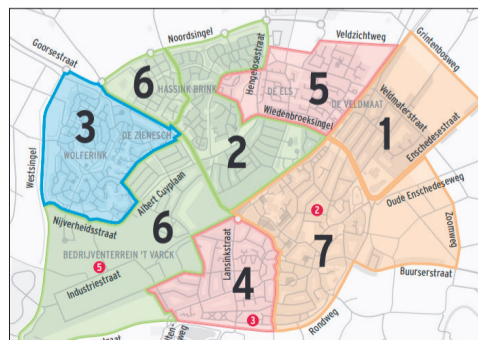 Goorsestraat
Noordsingel
Veldzichtweg
Grintenbosweg
6
HASSINK BRINK
Hengelosestraat
DE ELS
5
DE VELDMAAT
Veldmaterstraat
Enschedesestraat
1
3
DE ZIENESCH
WOLFERINK
Wiedenbroeksingel
2
Westsingel
Albert Cuyplaan
6
Oude Enschedeseweg
2
Nijverheidsstraat
Zoomweg
BEDRIJVENTERREIN 'T VARCK
7
Lansinkstraat
5
Industriestraat
4
Buurserstraat
3
Rondweg